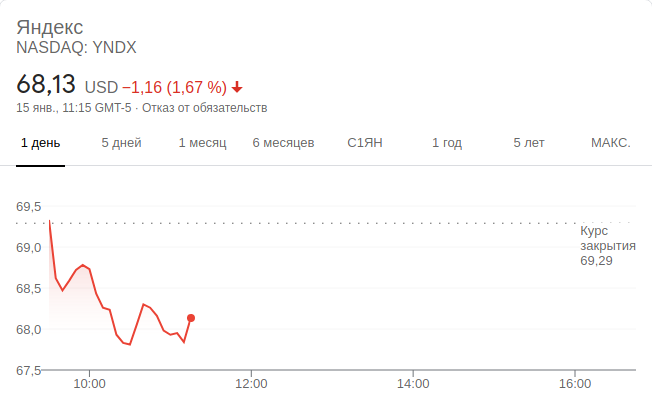 Яндекс
NASDAQ: YNDX
68,13 USD −1,16 (1,67 %)
15 янв., 11:15 GMT-5 · Отказ от обязательств
1 день 5 дней 1 месяц 6 месяцев С1ЯН 1 год 5 лет МАКС.
69,5
Курс
закрытия
69,29
69,0
68,5
68,0
67,5
10:00 12:00 14:00 16:00